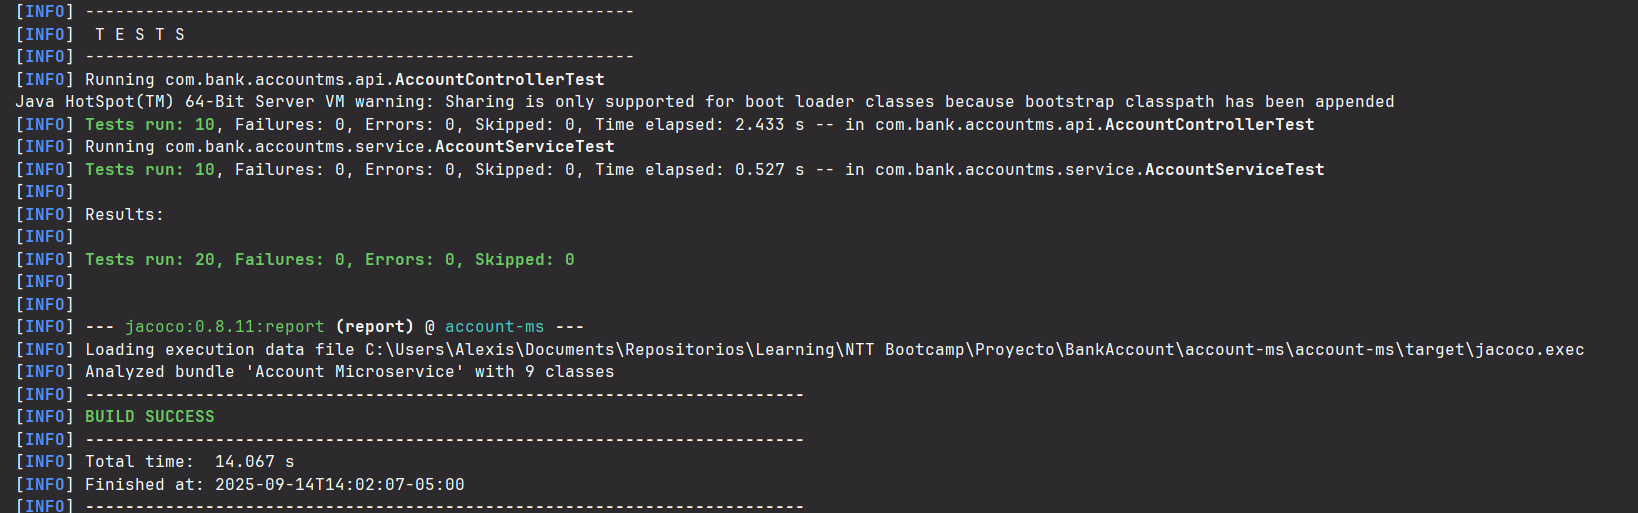 [INFO] -------------------------------------------------------
[INFO]  T E S T S
[INFO] -------------------------------------------------------
[INFO] Running com.bank.accountms.api.AccountControllerTest
Java HotSpot(TM) 64-Bit Server VM warning: Sharing is only supported for boot loader classes because bootstrap classpath has been appended
[INFO] Tests run: 10, Failures: 0, Errors: 0, Skipped: 0, Time elapsed: 2.433 s -- in com.bank.accountms.api.AccountControllerTest
[INFO] Running com.bank.accountms.service.AccountServiceTest
[INFO] Tests run: 10, Failures: 0, Errors: 0, Skipped: 0, Time elapsed: 0.527 s -- in com.bank.accountms.service.AccountServiceTest
[INFO]
[INFO] Results:
[INFO]
[INFO] Tests run: 20, Failures: 0, Errors: 0, Skipped: 0
[INFO]
[INFO]
[INFO] --- jacoco:0.8.11:report (report) @ account-ms ---
[INFO] Loading execution data file C:\Users\Alexis\Documents\Repositorios\Learning\NTT Bootcamp\Proyecto\BankAccount\account-ms\account-ms\target\jacoco.exec
[INFO] Analyzed bundle 'Account Microservice' with 9 classes
[INFO] ------------------------------------------------------------------------
[INFO] BUILD SUCCESS
[INFO] ------------------------------------------------------------------------
[INFO] Total time:  14.067 s
[INFO] Finished at: 2025-09-14T14:02:07-05:00
[INFO] ------------------------------------------------------------------------